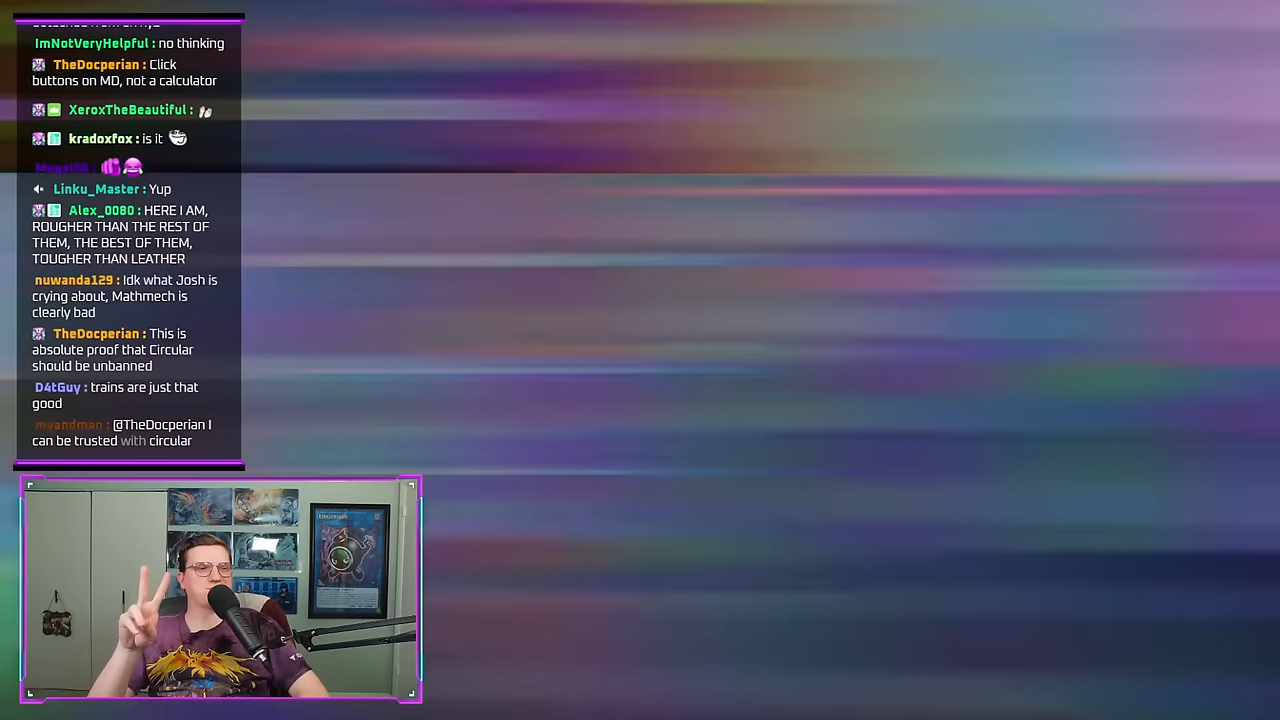 ImNotVeryHelpful : no thinking
TheDocperian : Click
buttons on MD, not a calculator
XeroxTheBeautiful :
kradoxfox : is it
Linku_Master : Yup
Alex_0080 : HERE I AM,
ROUGHER THAN THE REST OF
THEM, THE BEST OF THEM,
TOUGHER THAN LEATHER
nuwanda129 : Idk what Josh is
crying about, Mathmech is
clearly bad
TheDocperian : This is
absolute proof that Circular
should be unbanned
D4tGuy : trains are just that
good
myandman : @TheDocperian I
can be trusted with circular